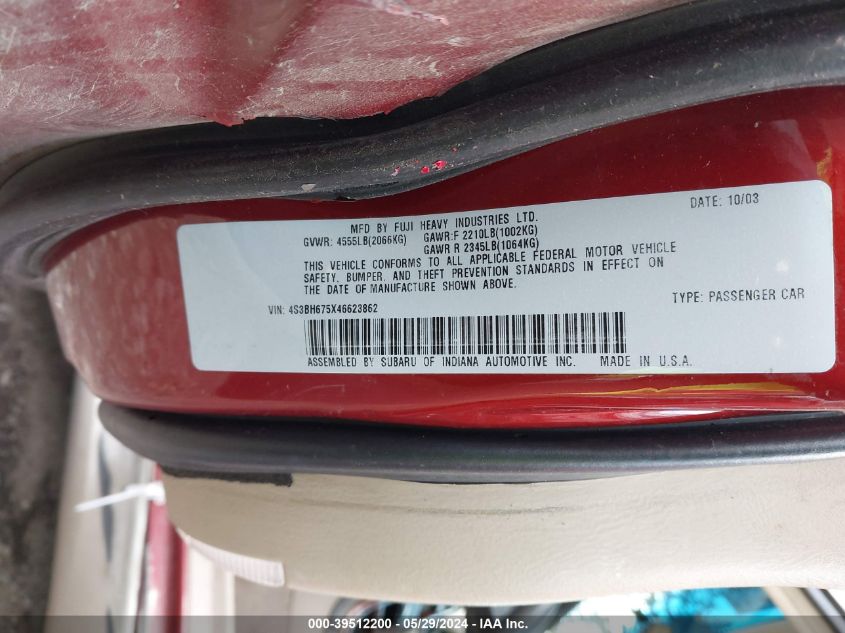 DATE: 10/03
MFD BY FUJI HEAVY INDUSTRIES LTD.
GVWR: 4555LB(2066KG) GAWR:F 2210LB(1002KG)
GAWR R 2345LB(1064KG)
THIS VEHICLE CONFORMS TO ALL APPLICABLE FEDERAL MOTOR VEHICLE
SAFETY, BUMPER, AND THEFT PREVENTION STANDARDS IN EFFECT ON
THE DATE OF MANUFACTURE SHOWN ABOVE.
VIN: 4S3BH675X46623862
TYPE: PASSENGER CAR
ASSEMBLED BY SUBARU OF INDIANA AUTOMOTIVE INC. MADE IN U.S.A.
000-39512200 - 05/29/2024 - IAA Inc.